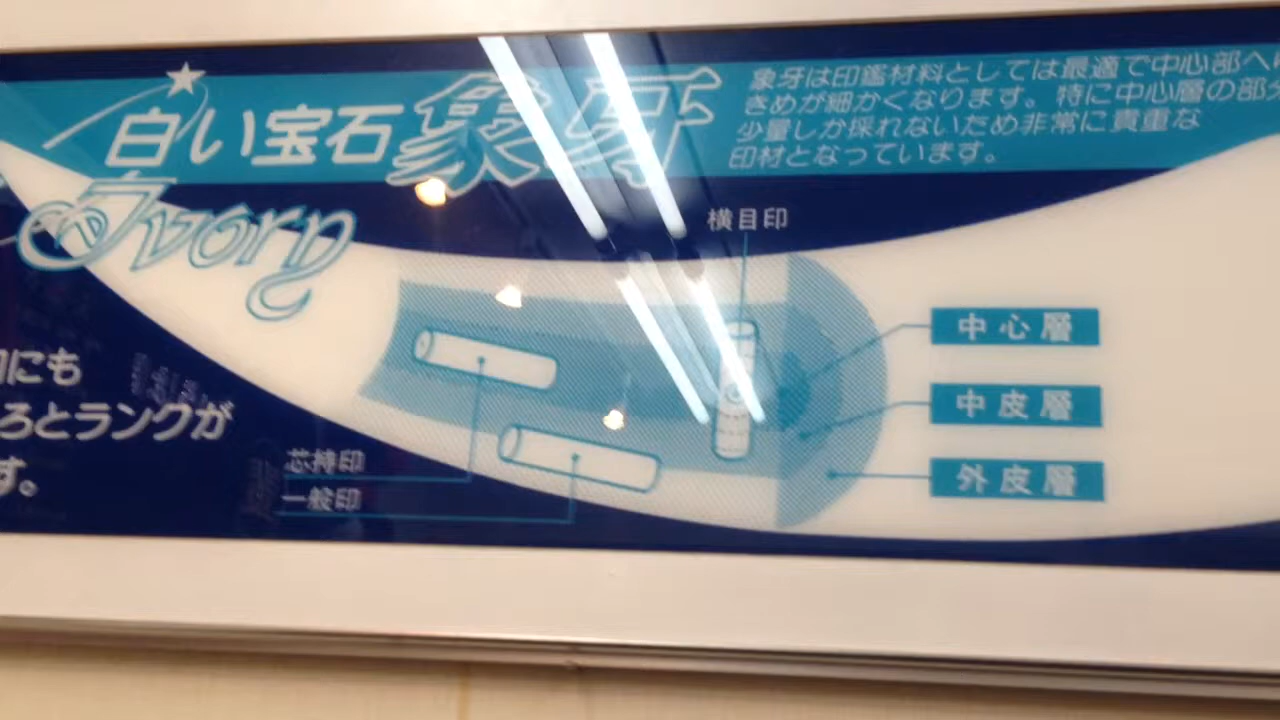 白い宝石象牙
Ivory
象牙は印鑑材料としては最適で中心部へ
きめが細かくなります。特に中心層の部
少量しか採れないため非常に貴重な
印材となっています。
横目印
中心層
中皮層
外皮層
芯持印
一般印
にも
ろとランクが
す。